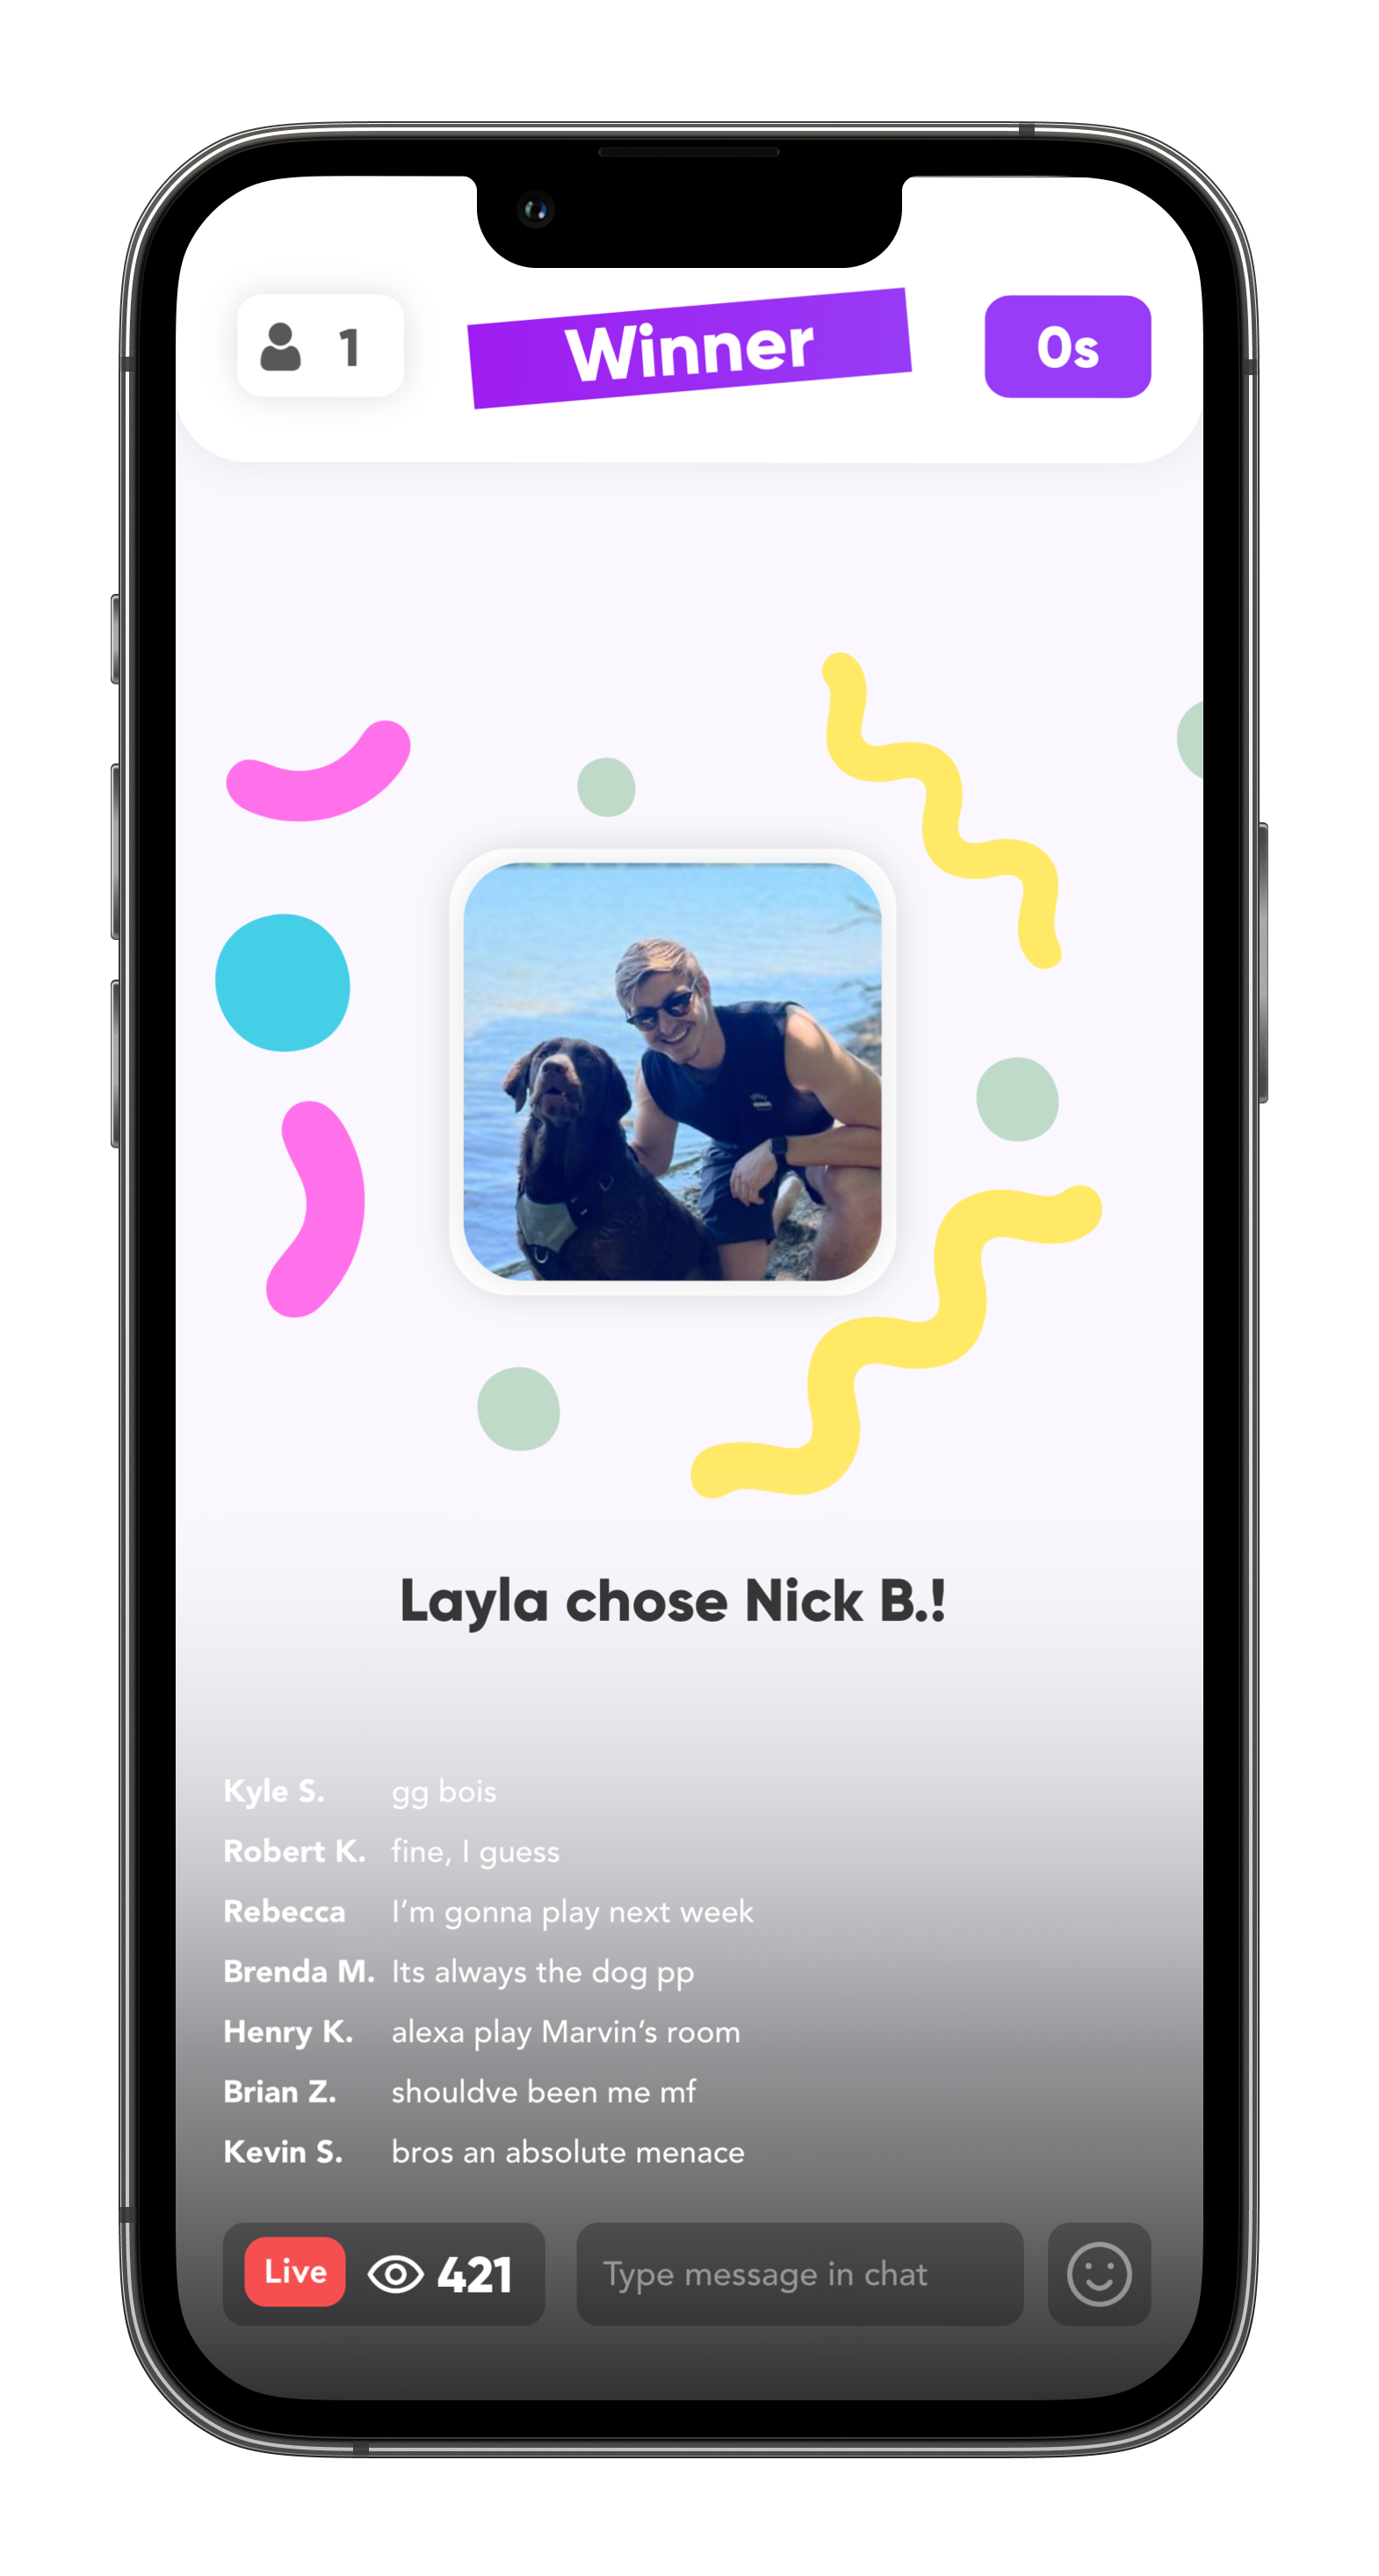 1
Winner
0s
Layla chose Nick B.!
Kyle S. gg bois
Robert K. fine, I guess
Rebecca I’m gonna play next week
Brenda M. Its always the dog pp
Henry K. alexa play Marvin’s room
Brian Z. shouldve been me mf
Kevin S. bros an absolute menace
Live 421 Type message in chat